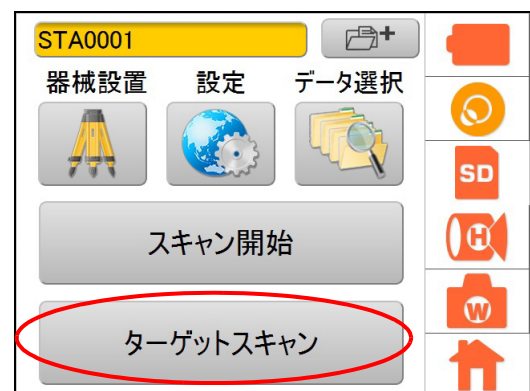 STA0001
器械設置 設定 データ選択
スキャン開始
ターゲットスキャン
SD
H
W